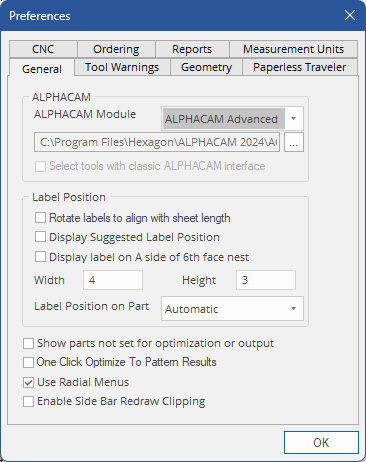 Preferences
CNC Ordering Reports Measurement Units
General Tool Warnings Geometry Paperless Traveler
ALPHACAM
ALPHACAM Module ALPHACAM Advanced
C:\Program Files\Hexagon\ALPHACAM 2024\A ...
Select tools with classic ALPHACAM interface
Label Position
Rotate labels to align with sheet length
Display Suggested Label Position
Display label on A side of 6th face nest
Width 4 Height 3
Label Position on Part Automatic
Show parts not set for optimization or output
One Click Optimize To Pattern Results
Use Radial Menus
Enable Side Bar Redraw Clipping
OK